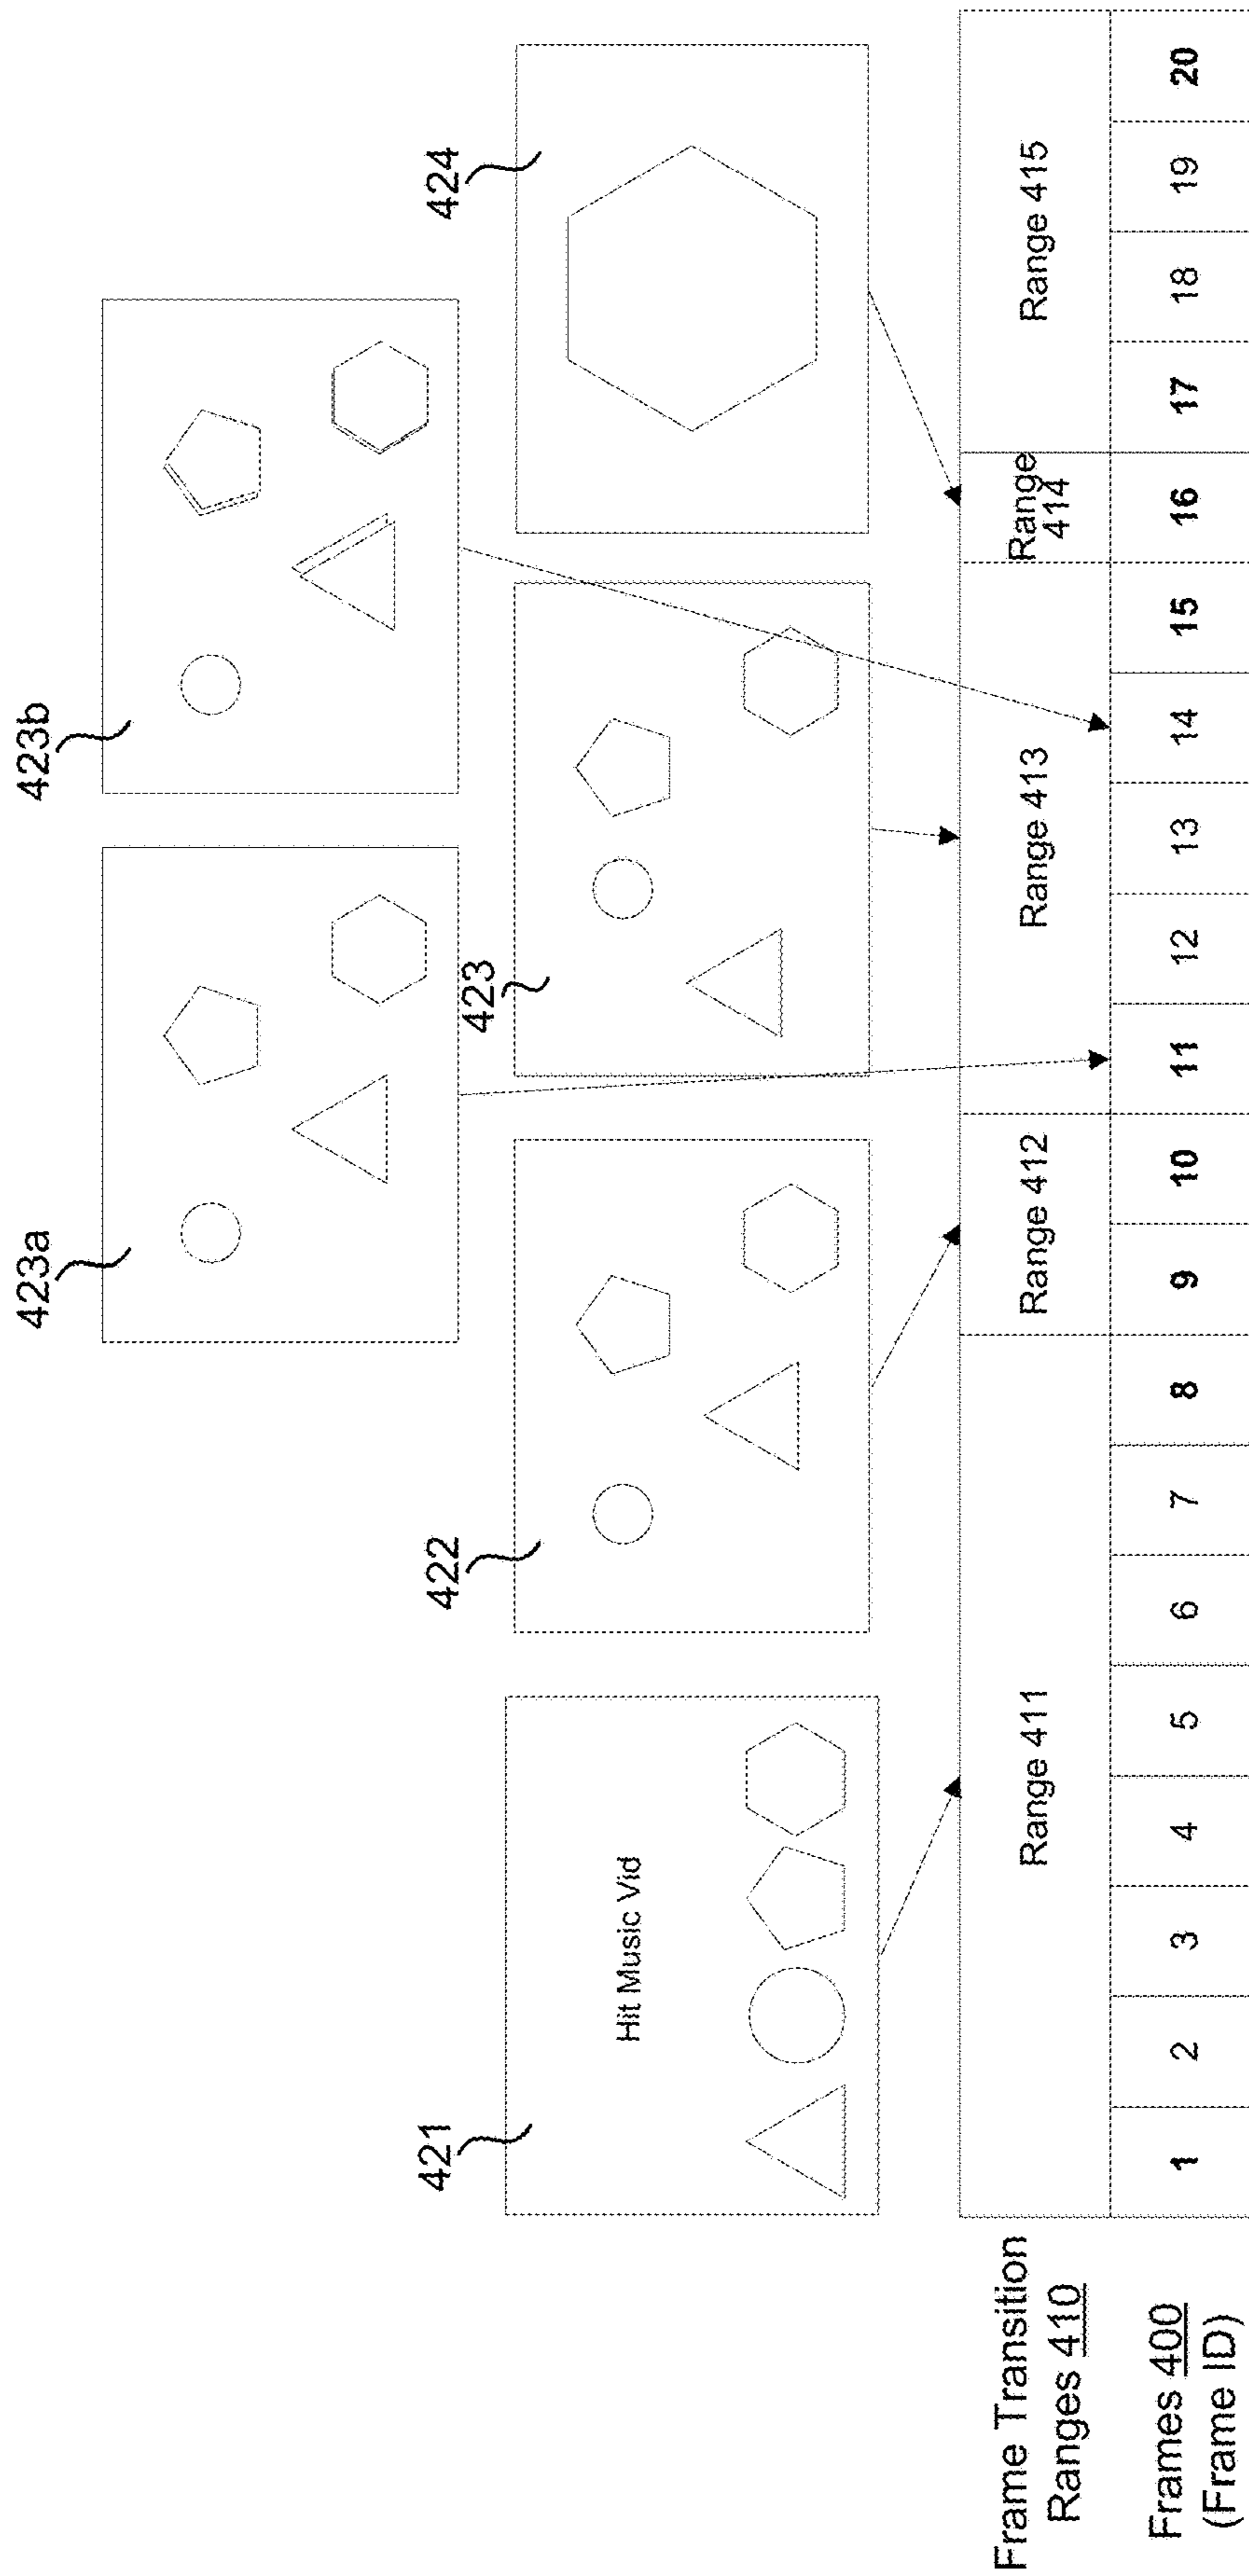 423a
423b
421
422
423
424
Hit Music Vid
Frame Transition
Ranges 410
Range 411
Range 412
Range 413
Range
414
Range 415
Frames 400
(Frame ID)
1 2 3 4 5 6 7 8 9 10 11 12 13 14 15 16 17 18 19 20